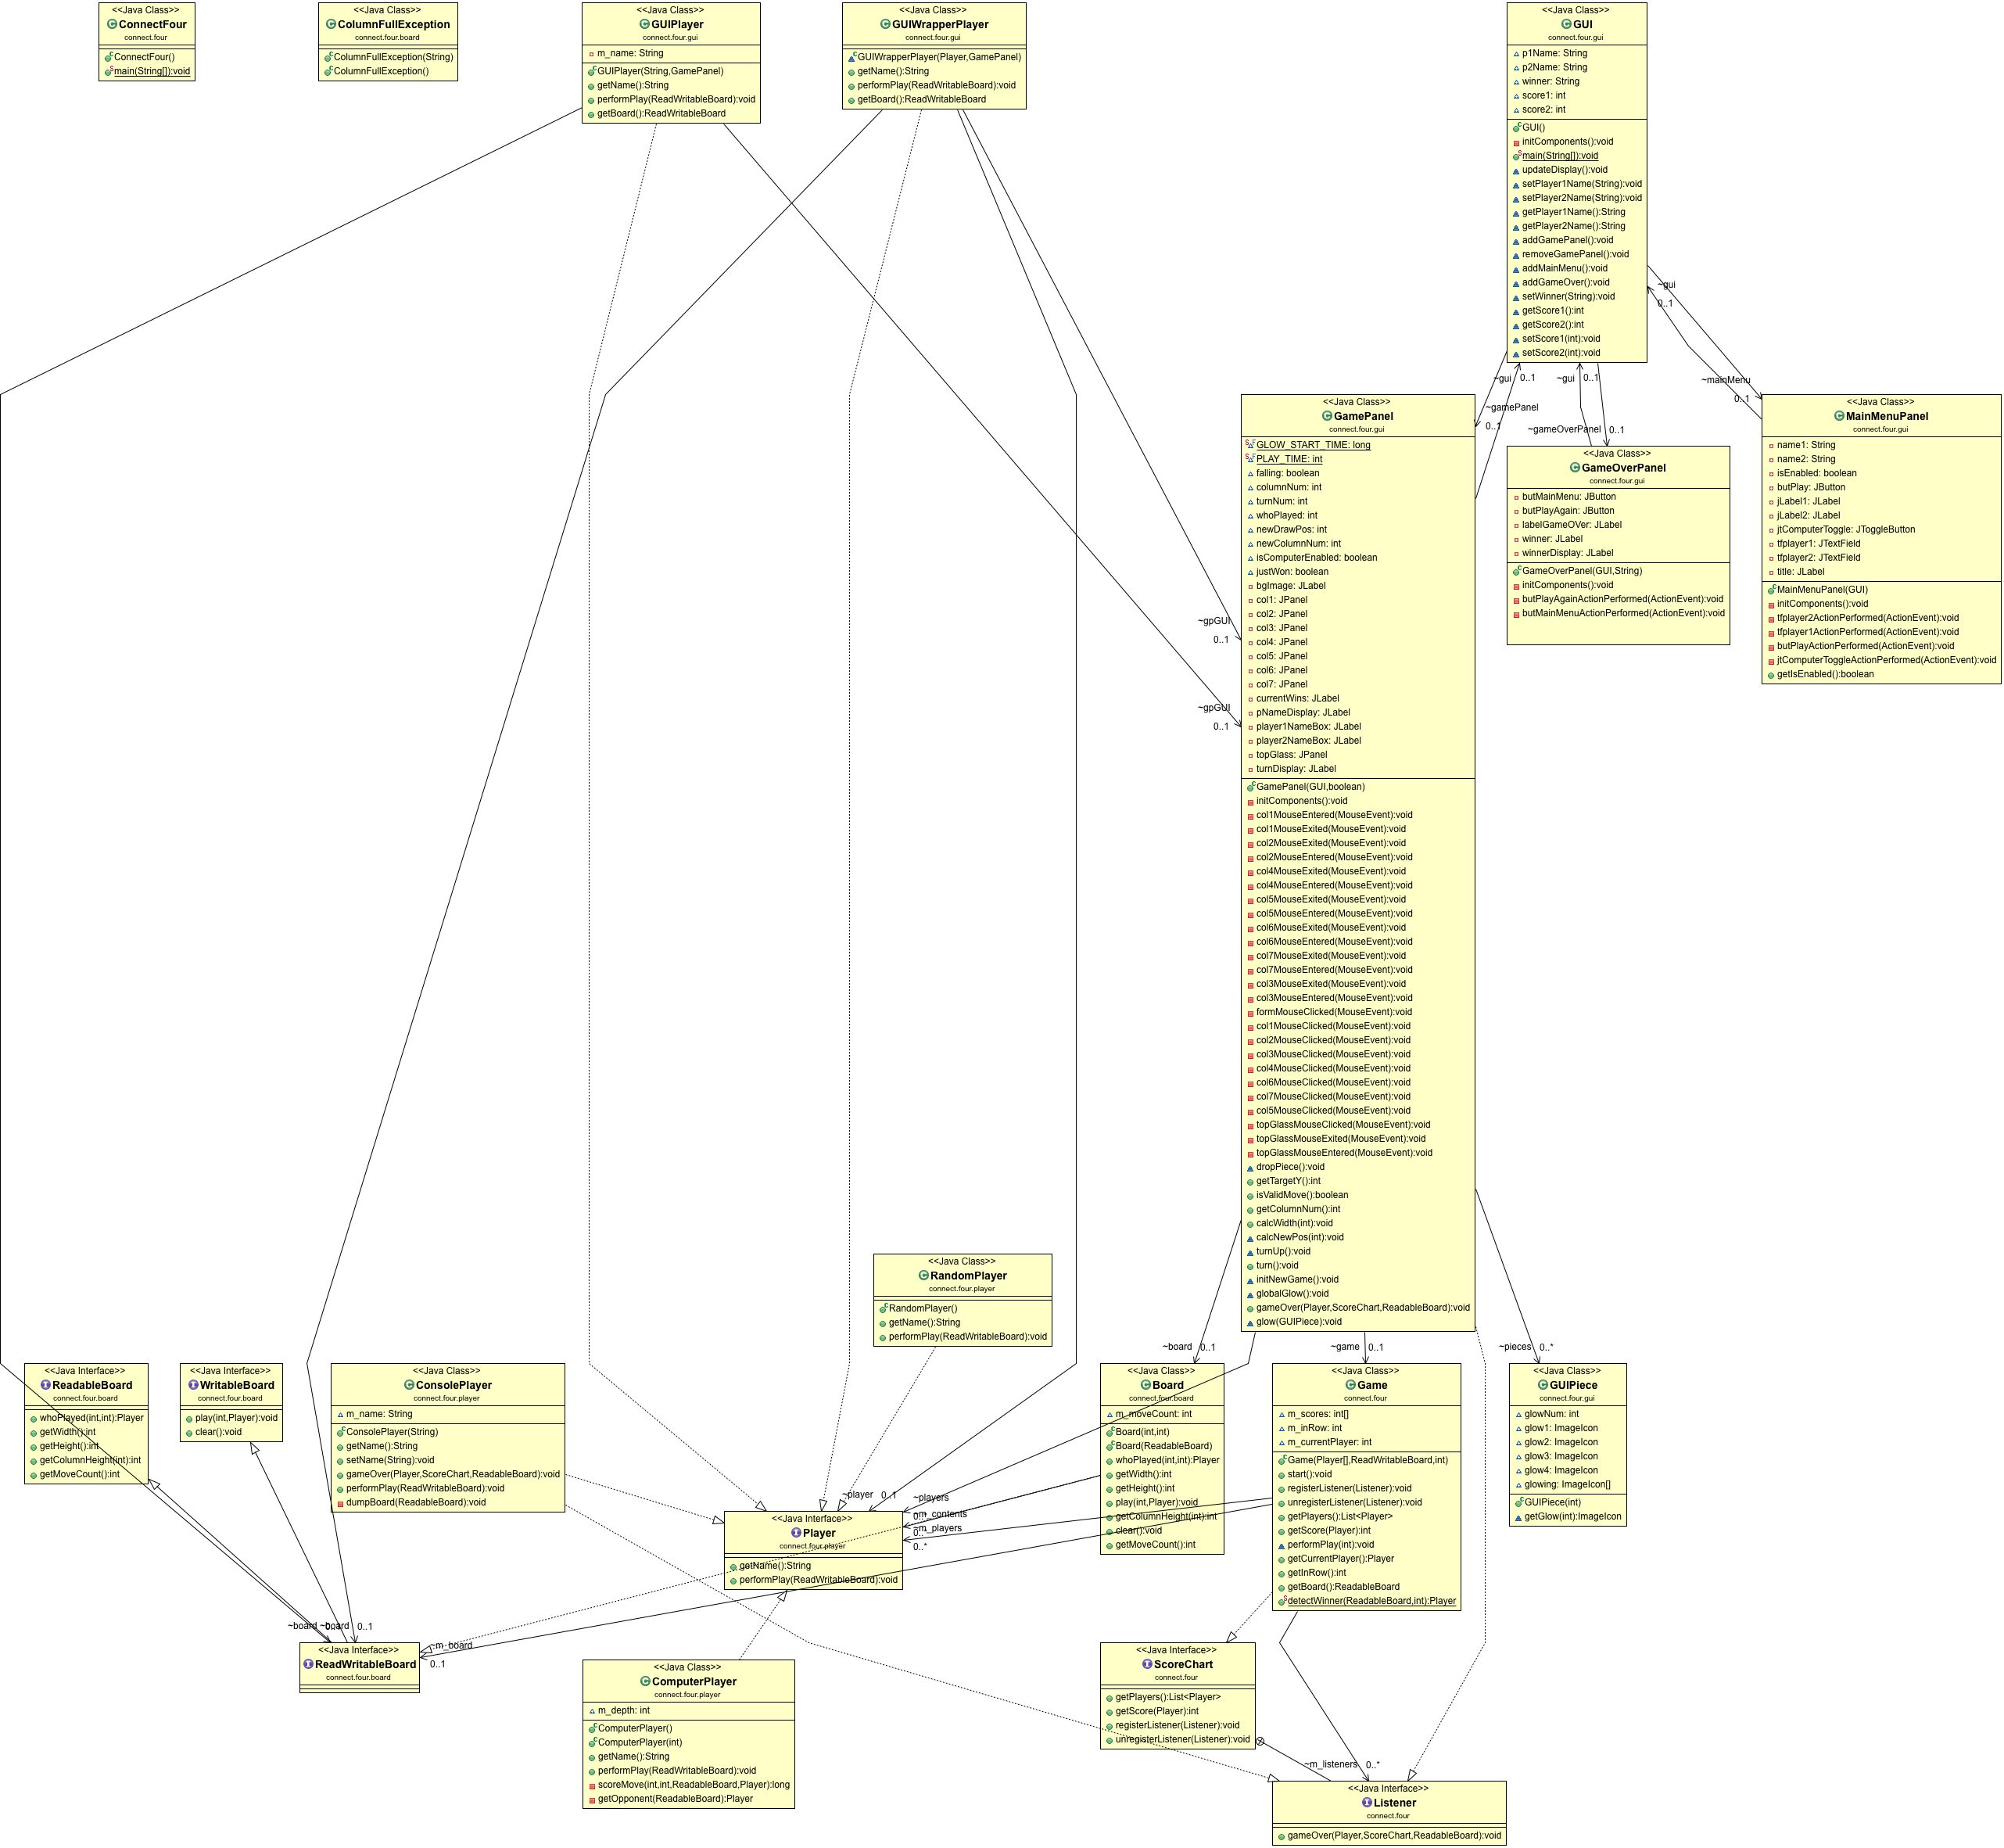 <<Java Class>>
ConnectFour
connect.four
ConnectFour()
main(String[]):void
<<Java Class>>
ColumnFullException
connect.four.board
ColumnFullException(String)
ColumnFullException()
<<Java Class>>
GUIPlayer
connect.four.gui
m_name: String
GUIPlayer(String,GamePanel)
getName():String
performPlay(ReadWritableBoard):void
getBoard():ReadWritableBoard
<<Java Class>>
GUIWrapperPlayer
connect.four.gui
GUIWrapperPlayer(Player,GamePanel)
getName():String
performPlay(ReadWritableBoard):void
getBoard():ReadWritableBoard
<<Java Class>>
GUI
connect.four.gui
p1Name: String
p2Name: String
winner: String
score1: int
score2: int
GUI()
initComponents():void
main(String[]):void
updateDisplay():void
setPlayer1Name(String):void
setPlayer2Name(String):void
getPlayer1Name():String
getPlayer2Name():String
addGamePanel():void
removeGamePanel():void
addMainMenu():void
addGameOver():void
setWinner(String):void
getScore1():int
getScore2():int
setScore1(int):void
setScore2(int):void
~gui
0..1
~gui
0..1
~gui
0..1
~mainMenu
0..1
~gamePanel
0..1
~gameOverPanel
0..1
<<Java Class>>
GamePanel
connect.four.gui
GLOW_START_TIME: long
PLAY_TIME: int
falling: boolean
columnNum: int
turnNum: int
whoPlayed: int
newDrawPos: int
newColumnNum: int
isComputerEnabled: boolean
justWon: boolean
bgImage: JLabel
col1: JPanel
col2: JPanel
col3: JPanel
col4: JPanel
col5: JPanel
col6: JPanel
col7: JPanel
currentWins: JLabel
pNameDisplay: JLabel
player1NameBox: JLabel
player2NameBox: JLabel
topGlass: JPanel
turnDisplay: JLabel
GamePanel(GUI,boolean)
initComponents():void
col1MouseEntered(MouseEvent):void
col1MouseExited(MouseEvent):void
col2MouseExited(MouseEvent):void
col2MouseEntered(MouseEvent):void
col4MouseExited(MouseEvent):void
col4MouseEntered(MouseEvent):void
col5MouseExited(MouseEvent):void
col5MouseEntered(MouseEvent):void
col6MouseExited(MouseEvent):void
col6MouseEntered(MouseEvent):void
col7MouseExited(MouseEvent):void
col7MouseEntered(MouseEvent):void
col3MouseExited(MouseEvent):void
col3MouseEntered(MouseEvent):void
formMouseClicked(MouseEvent):void
col1MouseClicked(MouseEvent):void
col2MouseClicked(MouseEvent):void
col3MouseClicked(MouseEvent):void
col4MouseClicked(MouseEvent):void
col6MouseClicked(MouseEvent):void
col7MouseClicked(MouseEvent):void
col5MouseClicked(MouseEvent):void
topGlassMouseClicked(MouseEvent):void
topGlassMouseExited(MouseEvent):void
topGlassMouseEntered(MouseEvent):void
dropPiece():void
getTargetY():int
isValidMove():boolean
getColumnNum():int
calcWidth(int):void
calcNewPos(int):void
turnUp():void
turn():void
initNewGame():void
globalGlow():void
gameOver(Player,ScoreChart,ReadableBoard):void
glow(GUIPiece):void
~gpGUI
0..1
~gpGUI
0..1
<<Java Class>>
GameOverPanel
connect.four.gui
butMainMenu: JButton
butPlayAgain: JButton
labelGameOVer: JLabel
winner: JLabel
winnerDisplay: JLabel
GameOverPanel(GUI,String)
initComponents():void
butPlayAgainActionPerformed(ActionEvent):void
butMainMenuActionPerformed(ActionEvent):void
<<Java Class>>
MainMenuPanel
connect.four.gui
name1: String
name2: String
isEnabled: boolean
butPlay: JButton
jLabel1: JLabel
jLabel2: JLabel
jtComputerToggle: JToggleButton
tfplayer1: JTextField
tfplayer2: JTextField
title: JLabel
MainMenuPanel(GUI)
initComponents():void
tfplayer2ActionPerformed(ActionEvent):void
tfplayer1ActionPerformed(ActionEvent):void
butPlayActionPerformed(ActionEvent):void
jtComputerToggleActionPerformed(ActionEvent):void
getIsEnabled():boolean
<<Java Class>>
RandomPlayer
connect.four.player
RandomPlayer()
getName():String
performPlay(ReadWritableBoard):void
~board
0..1
~game
0..1
~pieces
0..*
<<Java Interface>>
ReadableBoard
connect.four.board
whoPlayed(int,int):Player
getWidth():int
getHeight():int
getColumnHeight(int):int
getMoveCount():int
<<Java Interface>>
WritableBoard
connect.four.board
play(int,Player):void
clear():void
<<Java Class>>
ConsolePlayer
connect.four.player
m_name: String
ConsolePlayer(String)
getName():String
setName(String):void
gameOver(Player,ScoreChart,ReadableBoard):void
performPlay(ReadWritableBoard):void
dumpBoard(ReadableBoard):void
<<Java Class>>
Board
connect.four.board
m_moveCount: int
Board(int,int)
Board(ReadableBoard)
whoPlayed(int,int):Player
getWidth():int
getHeight():int
play(int,Player):void
getColumnHeight(int):int
clear():void
getMoveCount():int
<<Java Class>>
Game
connect.four
m_scores: int[]
m_inRow: int
m_currentPlayer: int
Game(Player[],ReadWritableBoard,int)
start():void
registerListener(Listener):void
unregisterListener(Listener):void
getPlayers():List<Player>
getScore(Player):int
performPlay(int):void
getCurrentPlayer():Player
getInRow():int
getBoard():ReadableBoard
detectWinner(ReadableBoard,int):Player
<<Java Class>>
GUIPiece
connect.four.gui
glowNum: int
glow1: ImageIcon
glow2: ImageIcon
glow3: ImageIcon
glow4: ImageIcon
glowing: ImageIcon[]
GUIPiece(int)
getGlow(int):ImageIcon
~player
0..1
~players
~m_contents
~m_players
0..*
<<Java Interface>>
Player
connect.four.player
getName():String
performPlay(ReadWritableBoard):void
~board
~board
0..1
~m_board
0..1
<<Java Interface>>
ReadWritableBoard
connect.four.board
<<Java Class>>
ComputerPlayer
connect.four.player
m_depth: int
ComputerPlayer()
ComputerPlayer(int)
getName():String
performPlay(ReadWritableBoard):void
scoreMove(int,int,ReadableBoard,Player):long
getOpponent(ReadableBoard):Player
<<Java Interface>>
ScoreChart
connect.four
getPlayers():List<Player>
getScore(Player):int
registerListener(Listener):void
unregisterListener(Listener):void
~m_listeners
0..*
<<Java Interface>>
Listener
connect.four
gameOver(Player,ScoreChart,ReadableBoard):void